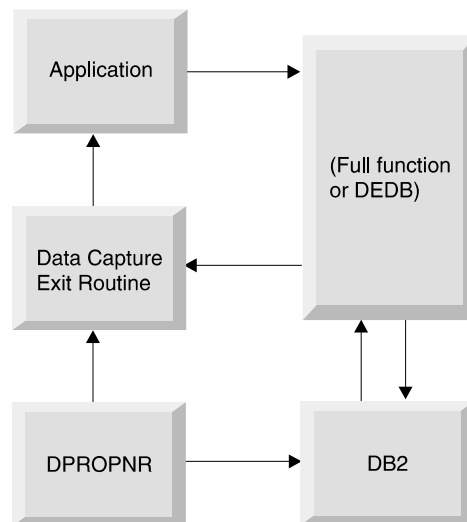 Application
(Full function
or DEDB)
Data Capture
Exit Routine
DPROPNR
DB2